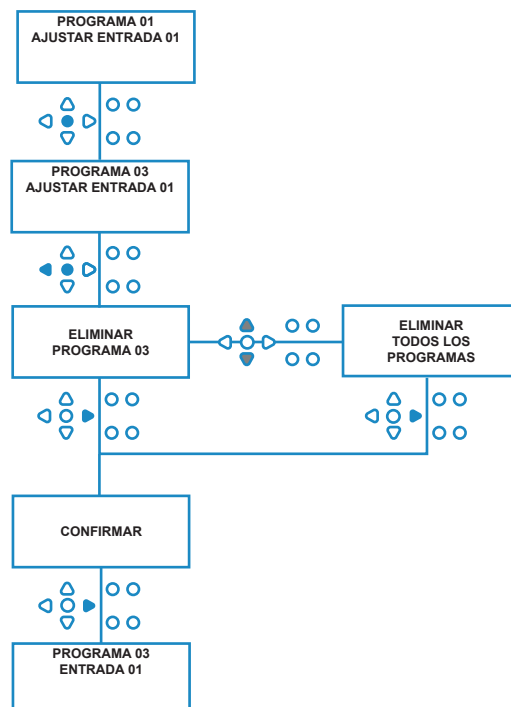 PROGRAMA 01
AJUSTAR ENTRADA 01
PROGRAMA 03
AJUSTAR ENTRADA 01
ELIMINAR
PROGRAMA 03
ELIMINAR
TODOS LOS
PROGRAMAS
CONFIRMAR
PROGRAMA 03
ENTRADA 01